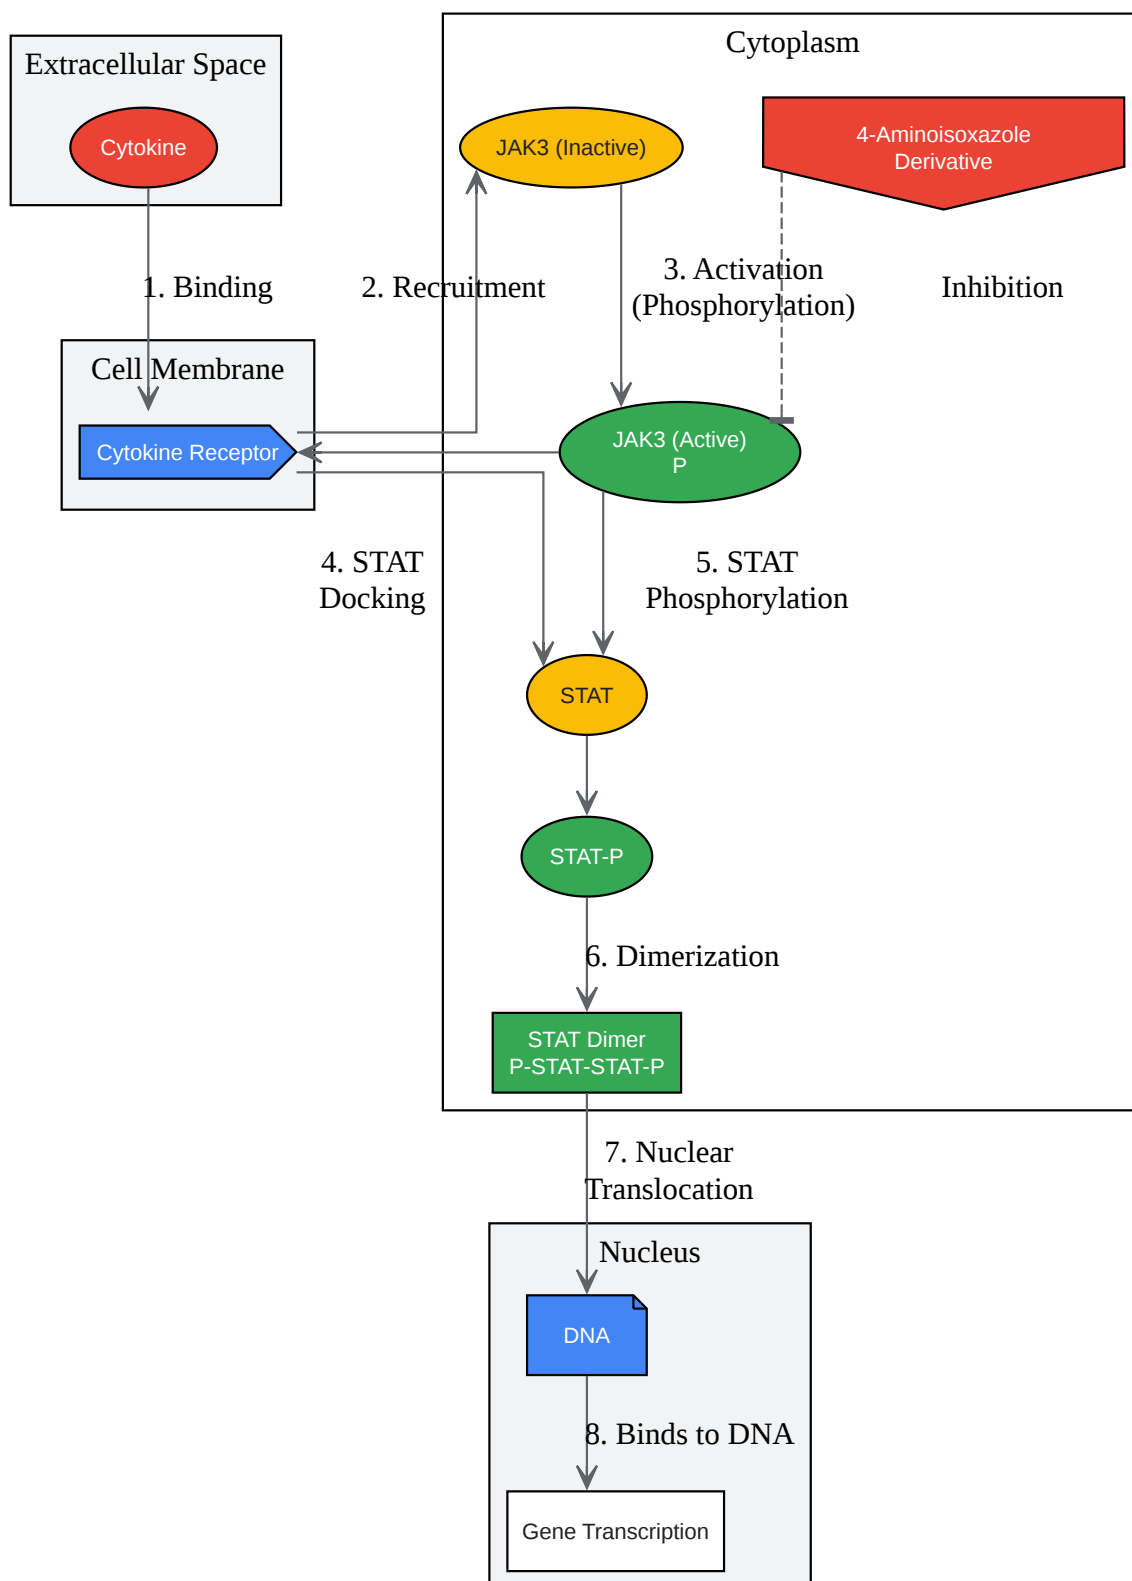 Cytoplasm
Extracellular Space
Cytokine
JAK3 (Inactive)
4-Aminoisoxazole
Derivative
1. Binding
2. Recruitment
3. Activation
(Phosphorylation)
Inhibition
Cell Membrane
Cytokine Receptor
JAK3 (Active)
P
4. STAT
Docking
5. STAT
Phosphorylation
STAT
STAT-P
6. Dimerization
STAT Dimer
P-STAT-STAT-P
7. Nuclear
Translocation
Nucleus
DNA
8. Binds to DNA
Gene Transcription